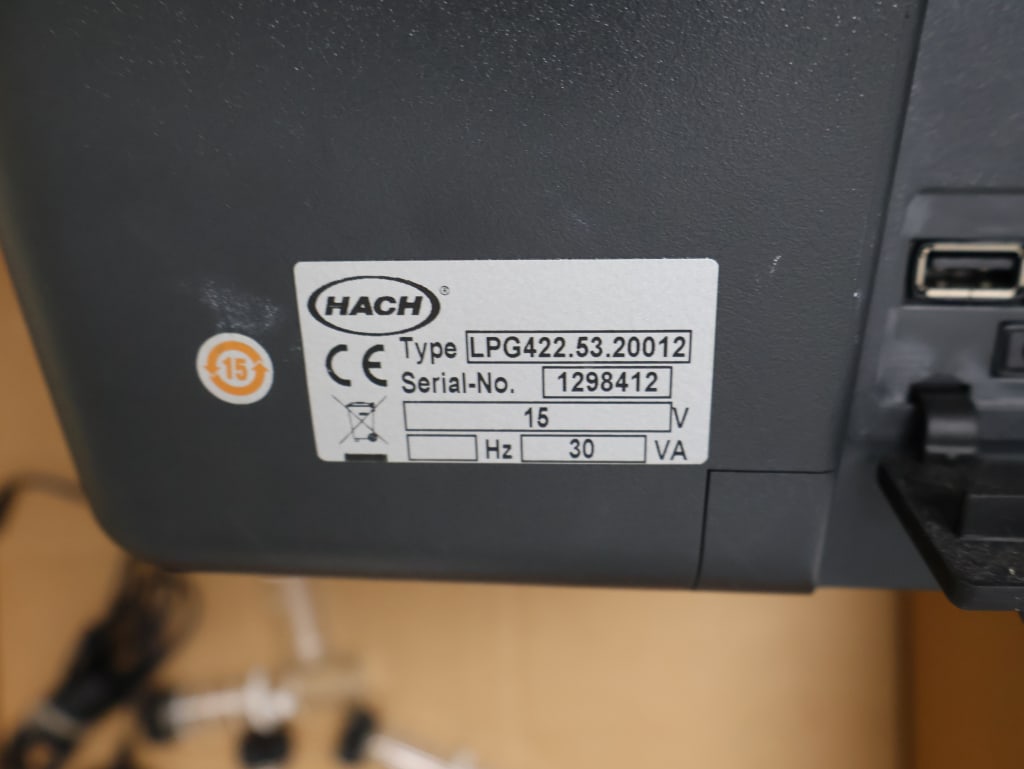 HACH®
15
CE
Type LPG422.53.20012
Serial-No. 1298412
15 V
Hz 30 VA